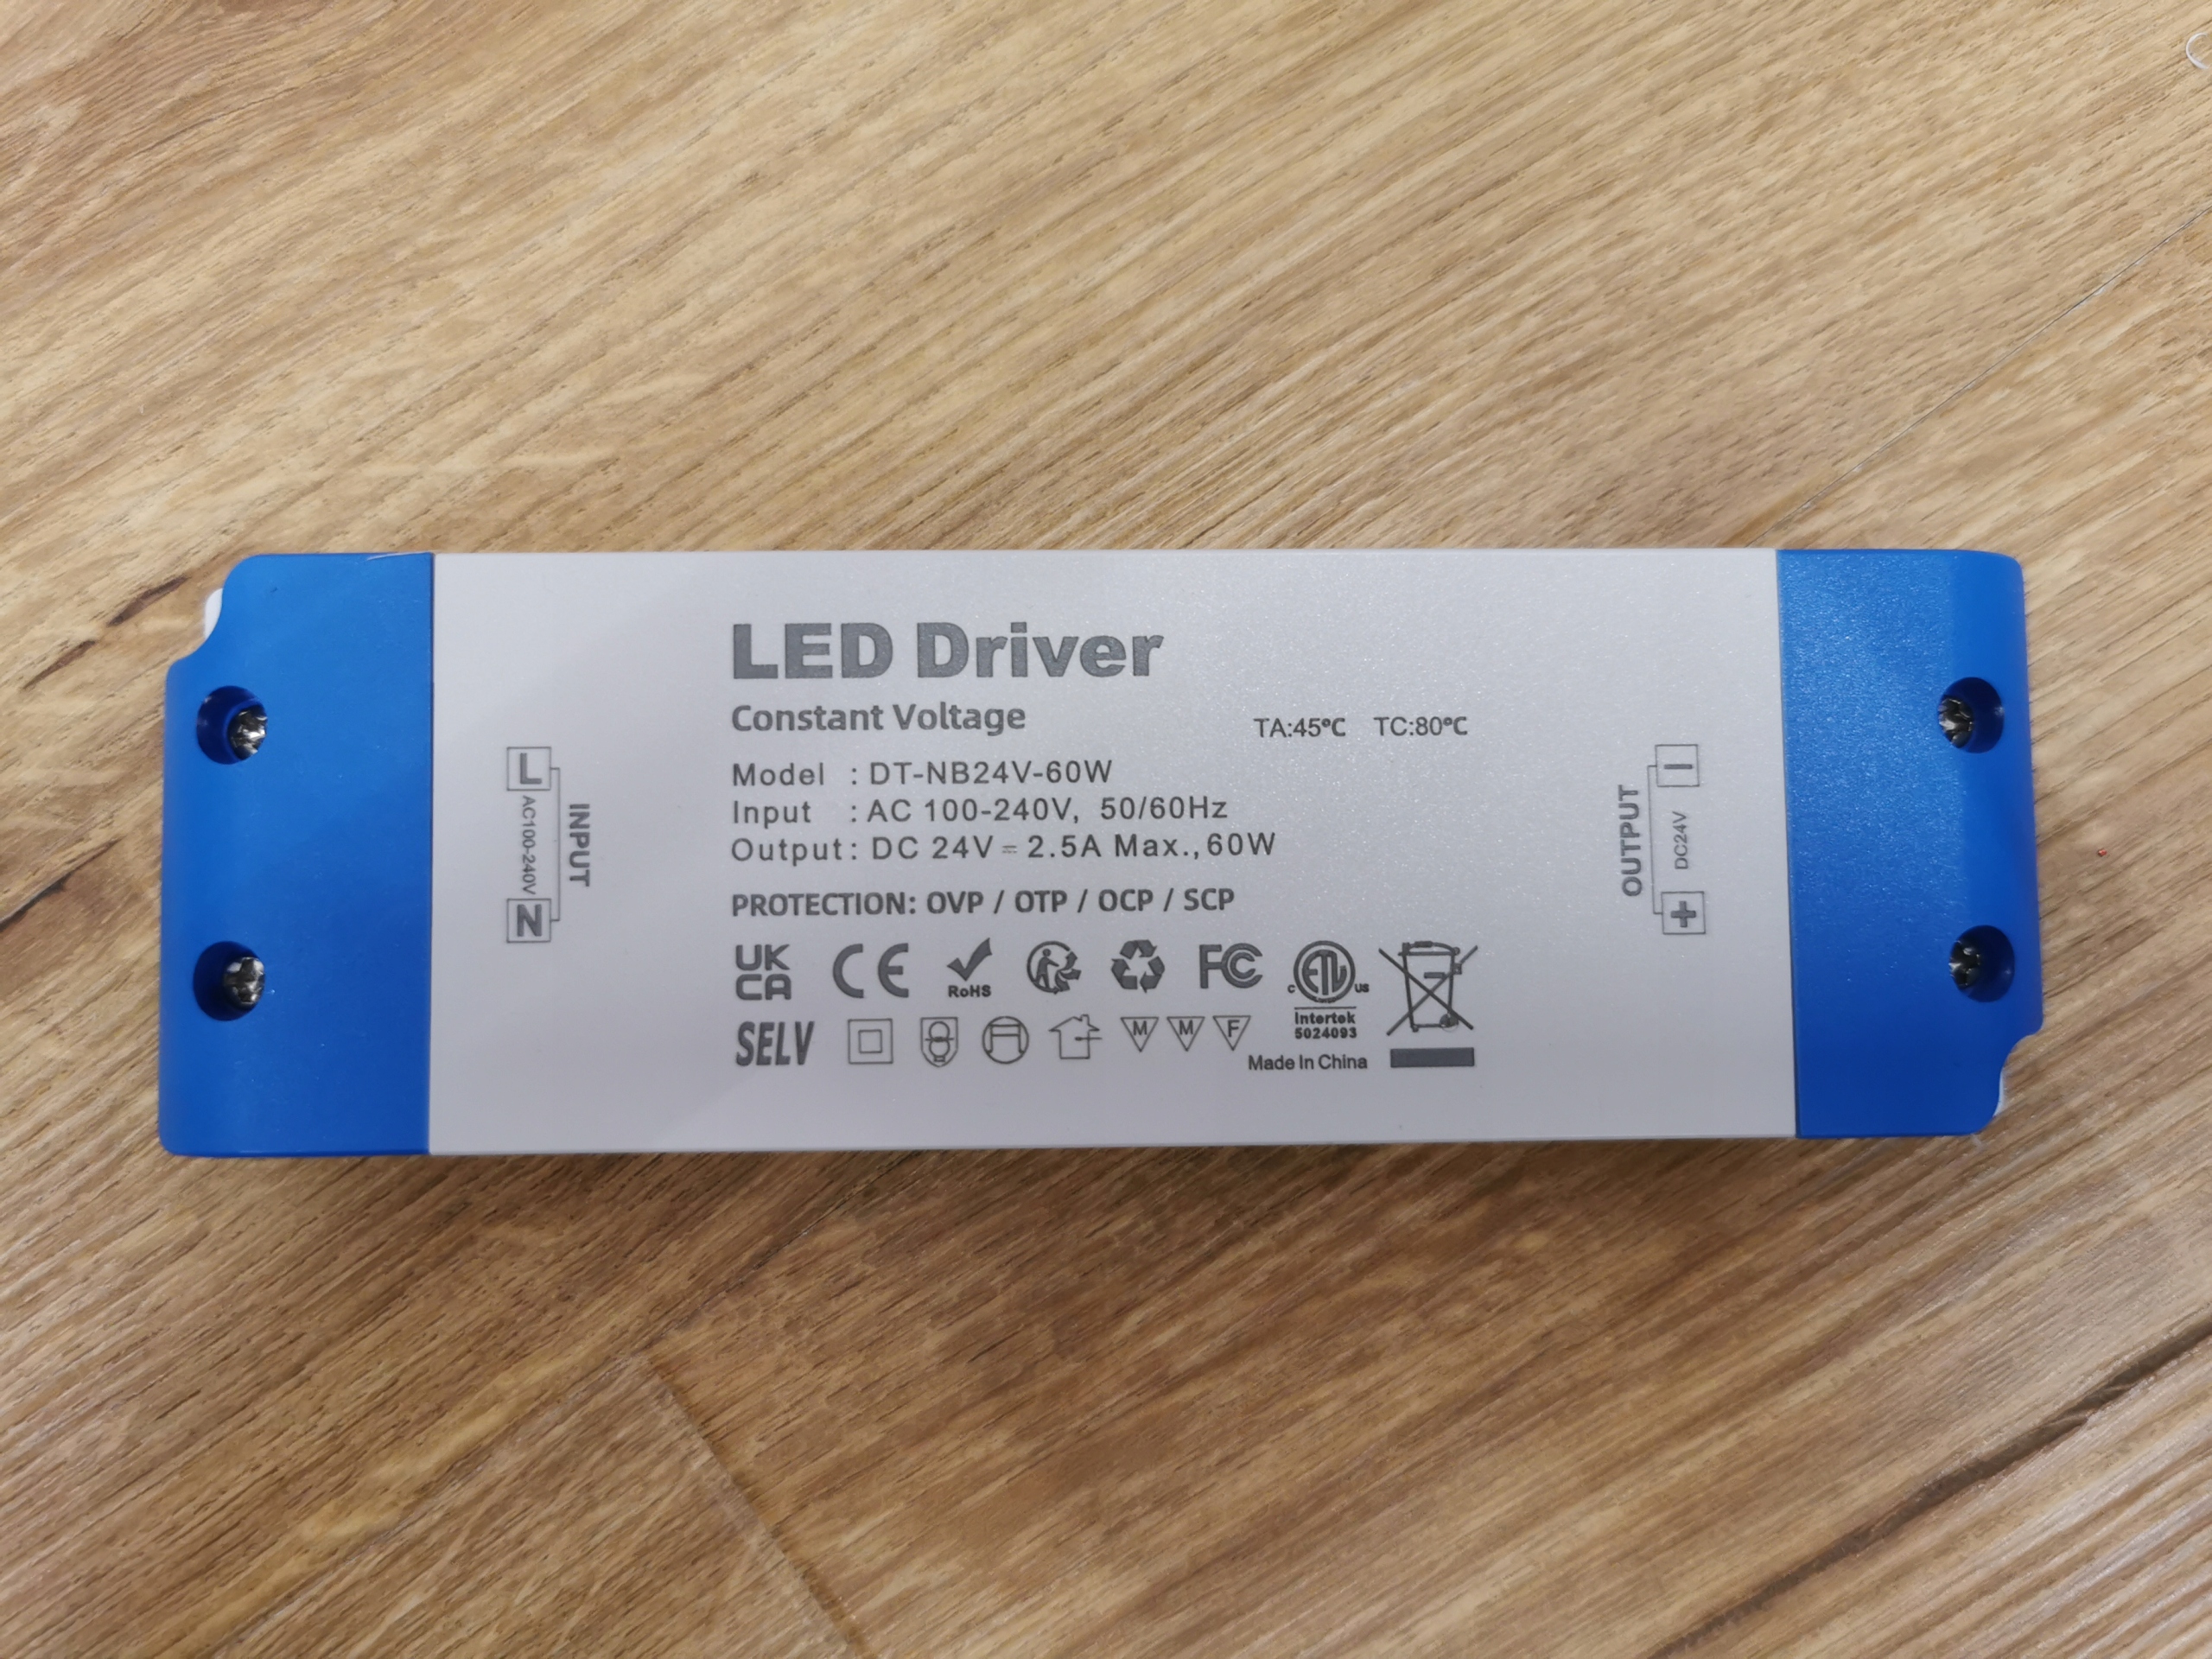 LED Driver
Constant Voltage
TA:45℃ TC:80℃
Model : DT-NB24V-60W
Input : AC 100-240V, 50/60Hz
Output: DC 24V ⎓ 2.5A Max.,60W
PROTECTION: OVP / OTP / OCP / SCP
UK
CA
CE
RoHS
FC
C ETL US
Intertek
5024093
SELV
M M F
Made In China
L
AC100-240V
N
INPUT
OUTPUT
-
DC24V
+